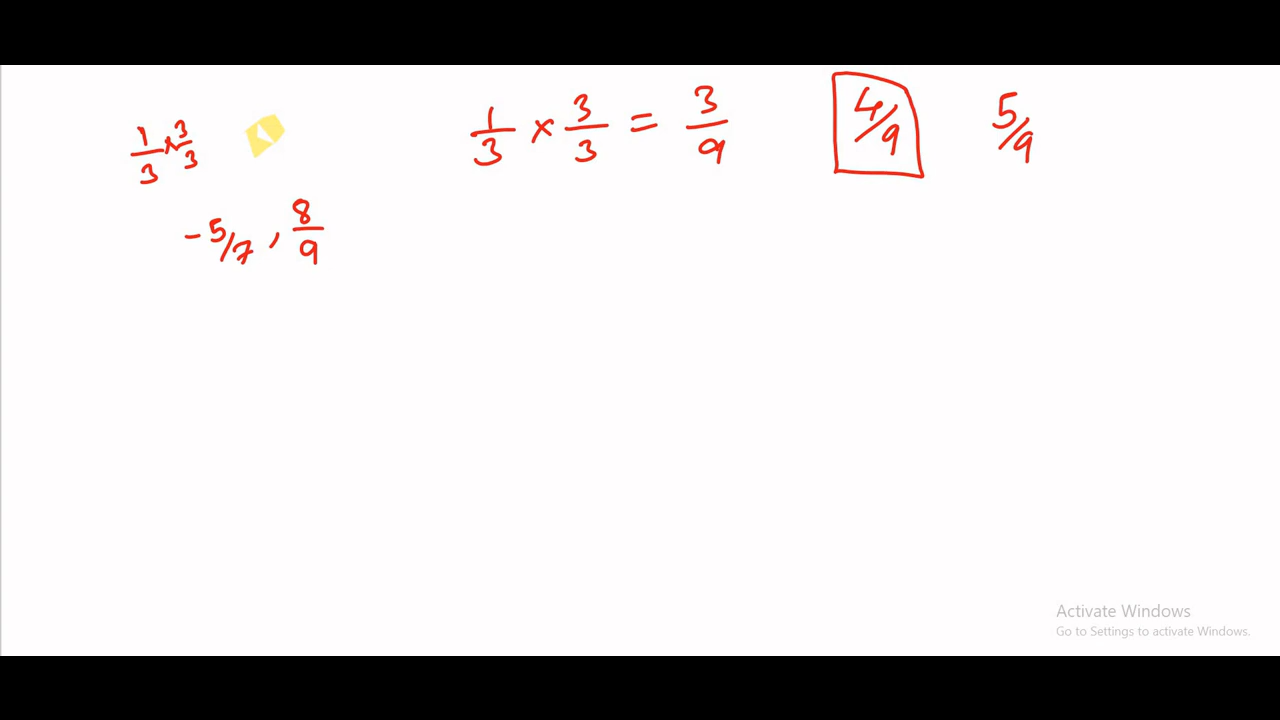 1/3 × 3/3
1/3 × 3/3 = 3/9 4/9 5/9
-5/7, 8/9
Activate Windows
Go to Settings to activate Windows.